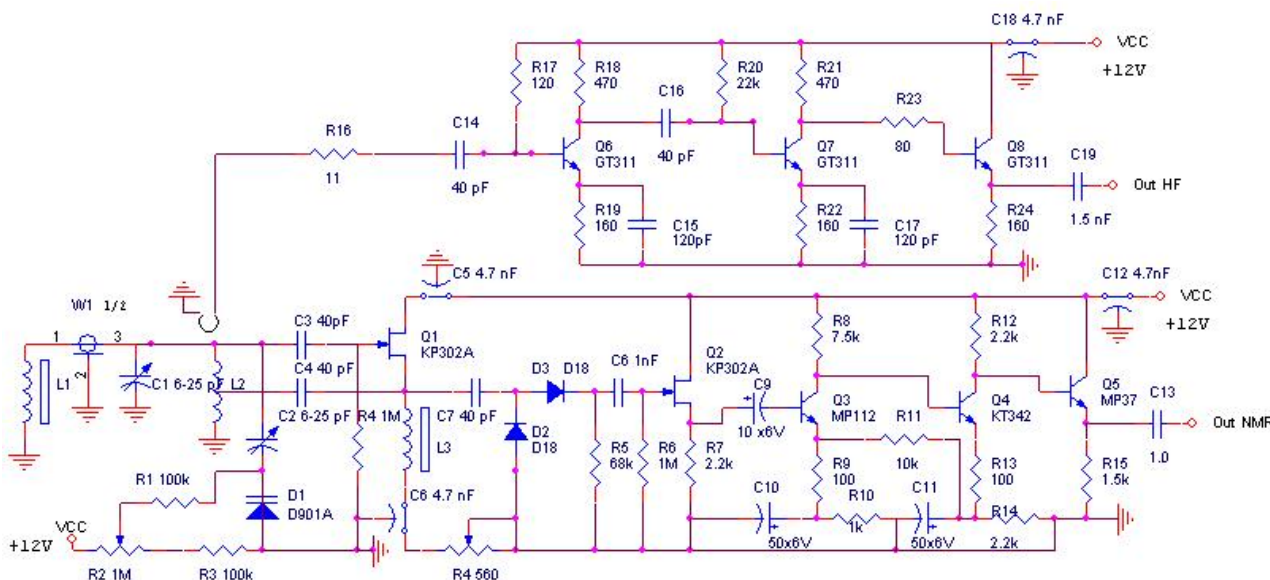 C18 4.7 nF
VCC
+12V
R17
120
R18
470
R20
22k
R21
470
C16
40 pF
R23
80
C14
40 pF
R16
11
Q6
GT311
Q7
GT311
Q8
GT311
C19
1.5 nF
Out HF
R19
160
C15
120pF
R22
160
C17
120 pF
R24
160
C5 4.7 nF
C12 4.7nF
VCC
+12V
W1 1/2
1
3
2
L1
C1 6-25 pF
L2
C3 40pF
C4 40 pF
C2 6-25 pF
R4 1M
Q1
KP302A
C7 40 pF
L3
D3 D18
D2
D18
C6 1nF
R5
68k
R6
1M
Q2
KP302A
R7
2.2k
C9
10 x6V
R8
7.5k
Q3
MP112
R11
10k
R9
100
R12
2.2k
Q4
KT342
R13
100
Q5
MP37
C13
1.0
Out NMR
R15
1.5k
R1 100k
D1
D901A
C6 4.7 nF
C10
50x6V
R10
1k
C11
50x6V
R14
2.2k
VCC
+12V
R2 1M
R3 100k
R4 560